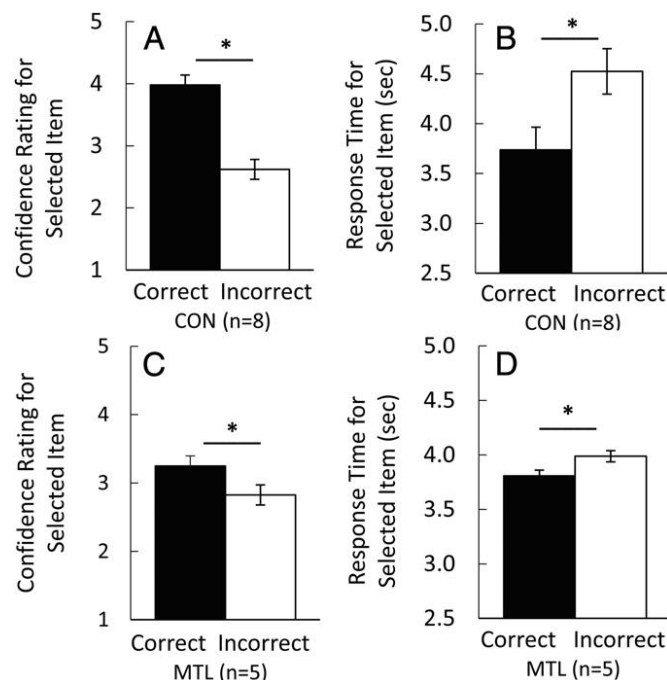 A
*
Confidence Rating for
Selected Item
5
4
3
2
1
Correct Incorrect
CON (n=8)
B
*
Response Time for
Selected Item (sec)
5.0
4.5
4.0
3.5
3.0
2.5
Correct Incorrect
CON (n=8)
C
*
Confidence Rating for
Selected Item
5
4
3
2
1
Correct Incorrect
MTL (n=5)
D
*
Response Time for
Selected Item (sec)
5.0
4.5
4.0
3.5
3.0
2.5
Correct Incorrect
MTL (n=5)